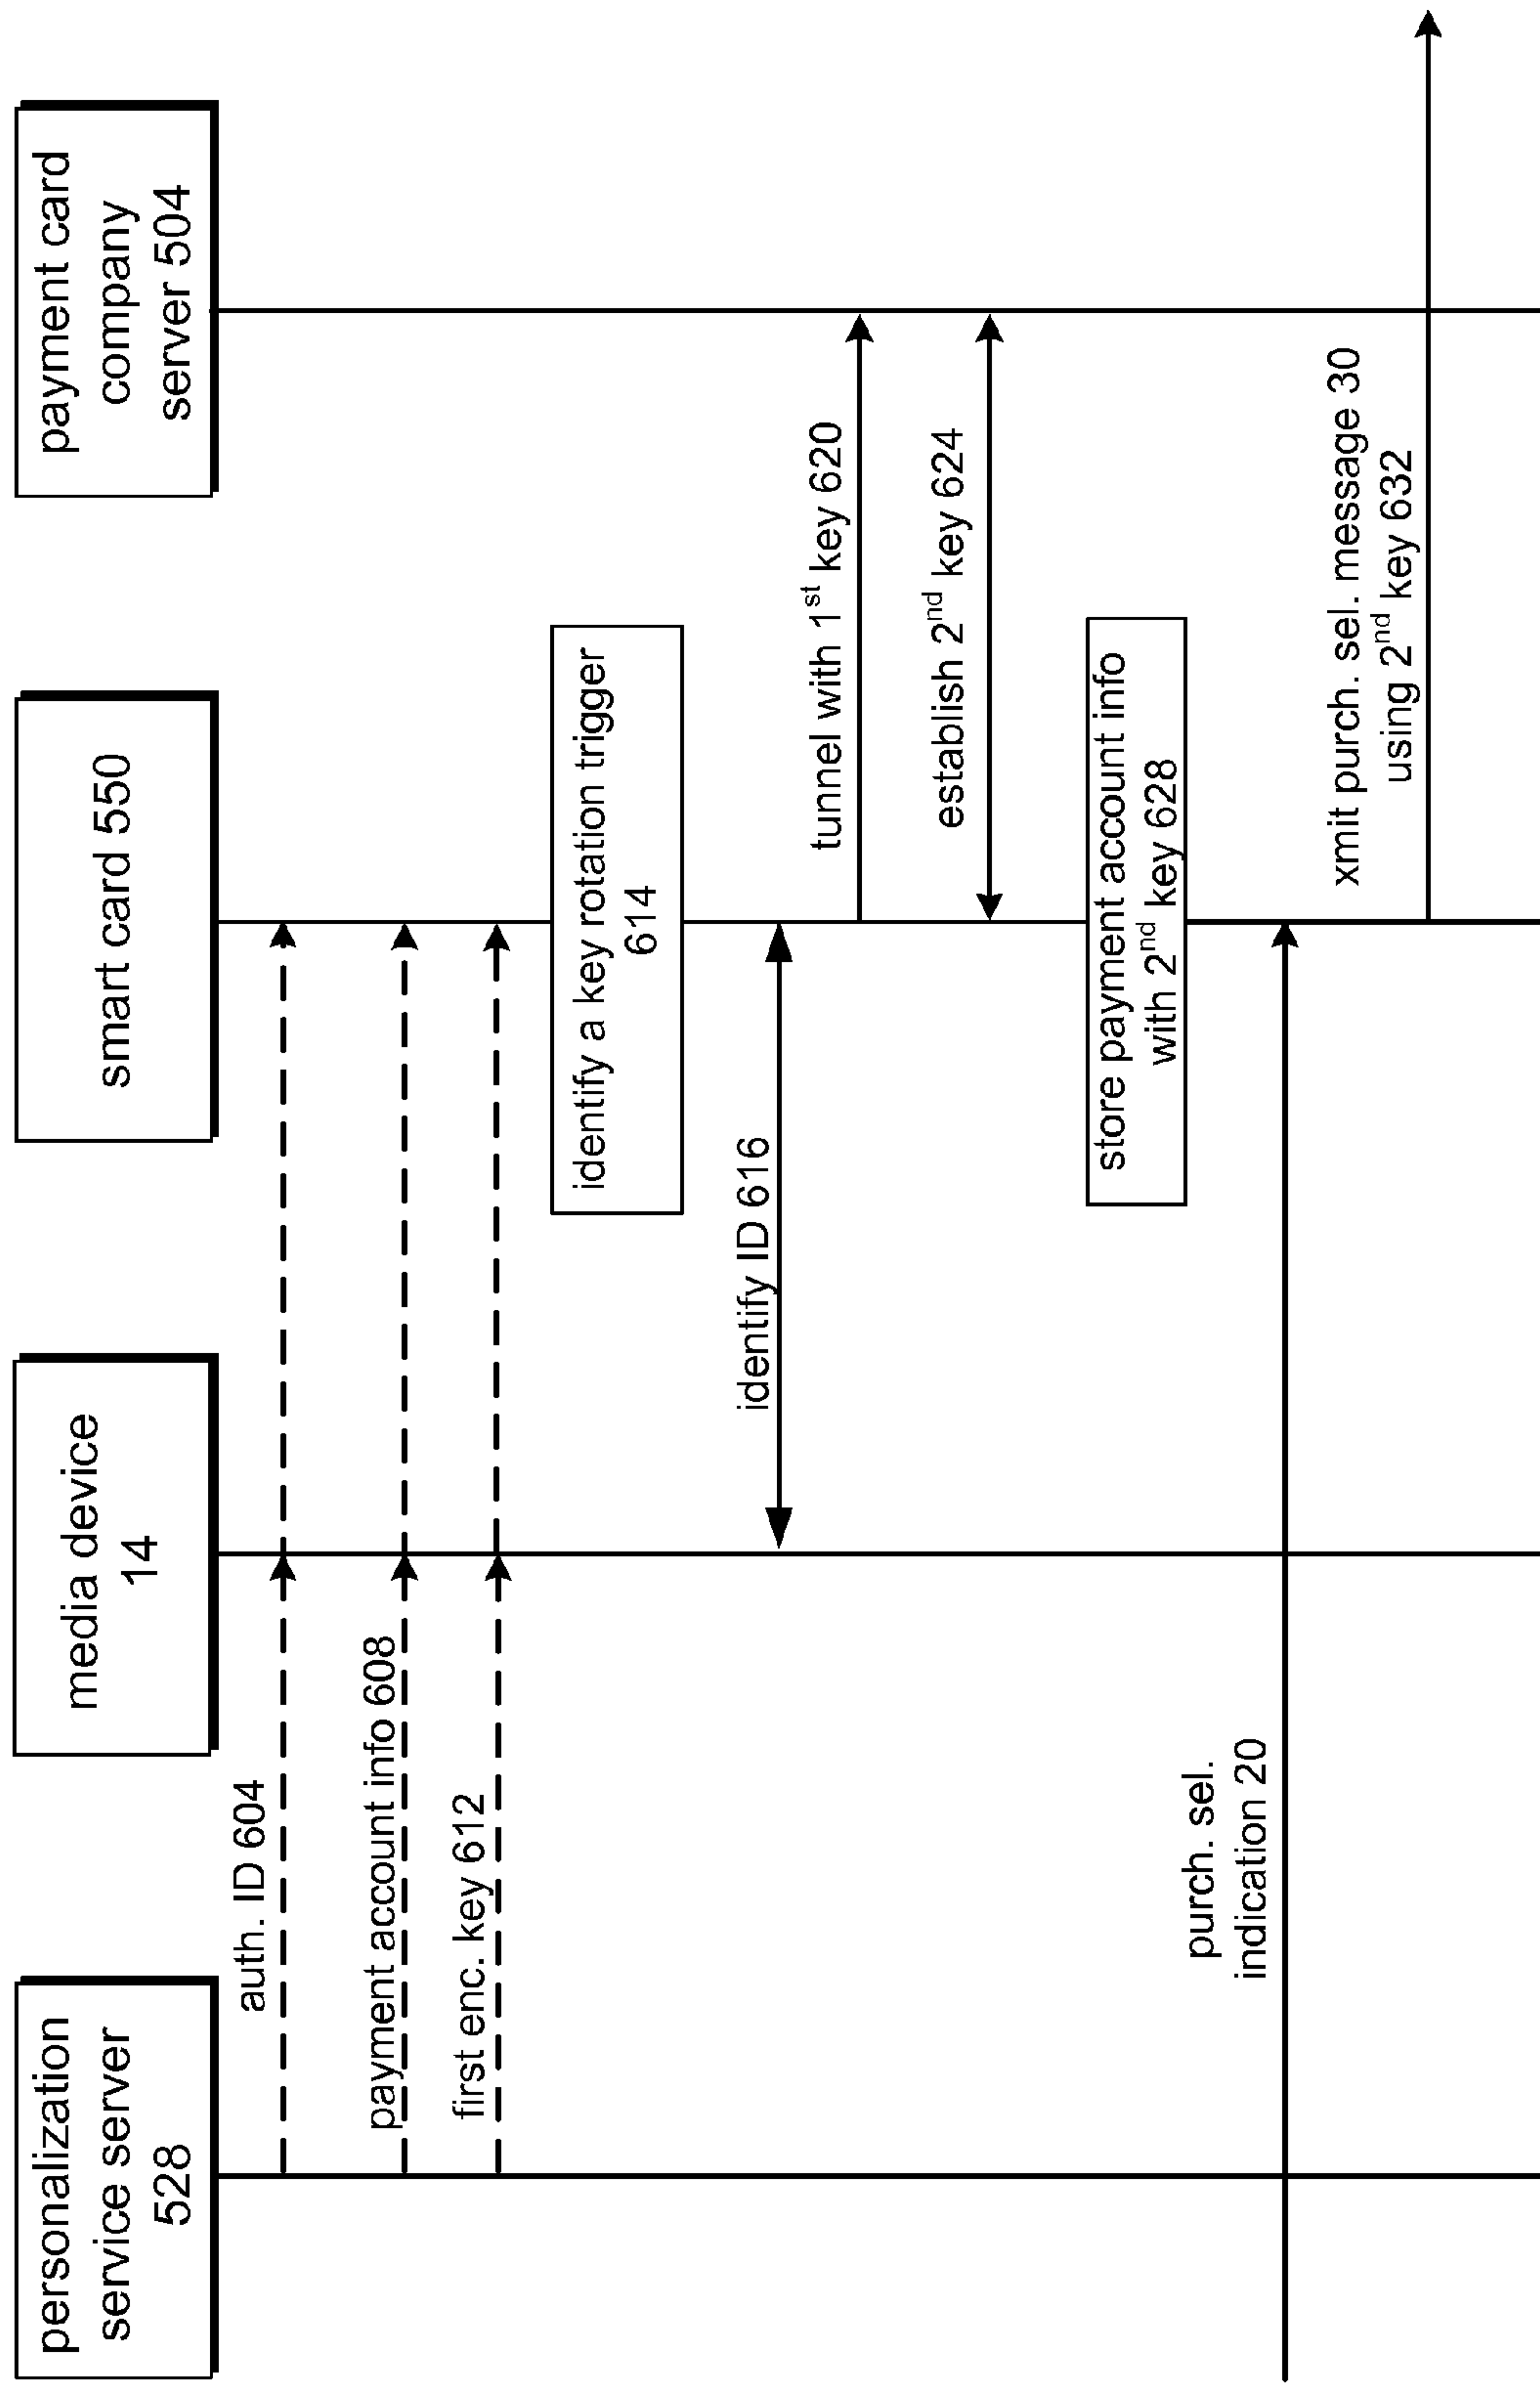 personalization
service server
528
media device
14
smart card 550
payment card
company
server 504
auth. ID 604
payment account info 608
first enc. key 612
identify a key rotation trigger
614
identify ID 616
tunnel with 1st key 620
establish 2nd key 624
store payment account info
with 2nd key 628
purch. sel.
indication 20
xmit purch. sel. message 30
using 2nd key 632